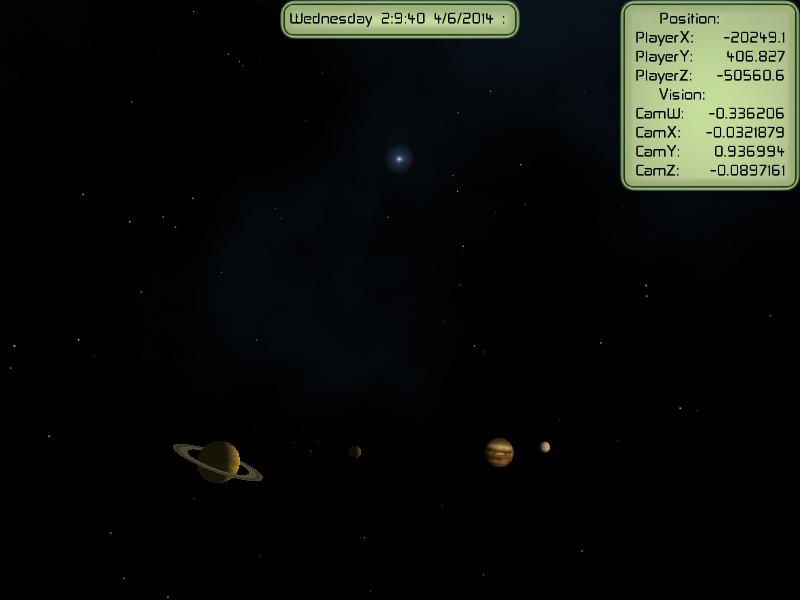 Wednesday 2:9:40 4/6/2014 :
Position:
PlayerX: -20249.1
PlayerY: 406.827
PlayerZ: -50560.6
Vision:
CamW: -0.336206
CamX: -0.0321879
CamY: 0.936994
CamZ: -0.0897161